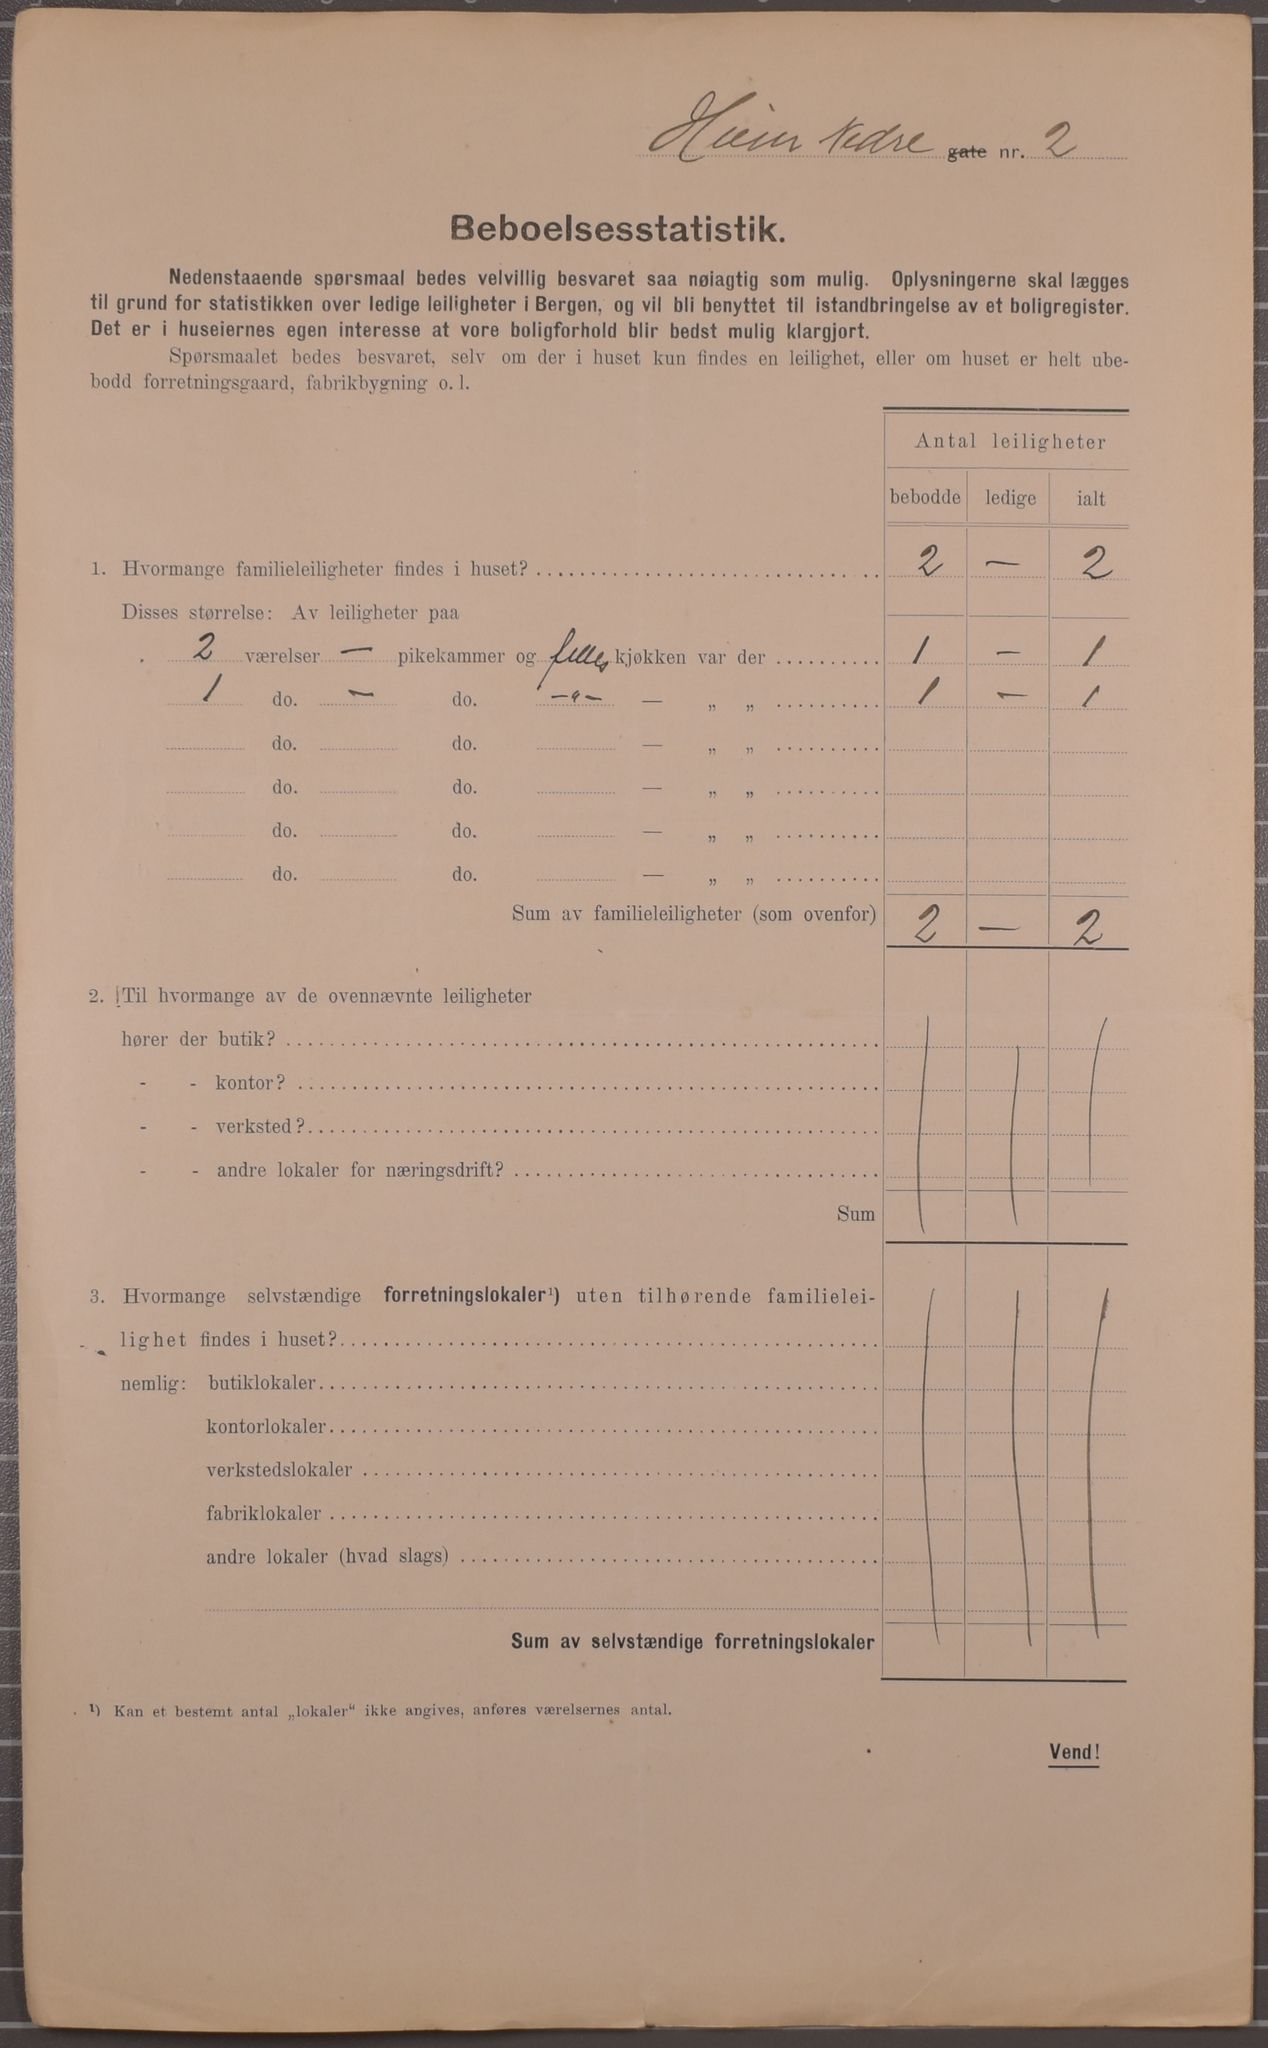 Nedre gate nr. 2
Beboelsesstatistik.
Nedenstaaende spørsmaal bedes velvillig besvaret saa nøiagtig som mulig. Oplysningerne skal lægges
til grund for statistikken over ledige leiligheter i Bergen, og vil bli benyttet til istandbringelse av et boligregister.
Det er i huseiernes egen interesse at vore boligforhold blir bedst mulig klargjort.
Spørsmaalet bedes besvaret, selv om der i huset kun findes en leilighet, eller om huset er helt ube-
bodd forretningsgaard, fabrikbygning o. l.
Antal leiligheter
bebodde ledige ialt
1. Hvormange familieleiligheter findes i huset? 2 — 2
Disses størrelse: Av leiligheter paa
2 værelser — pikekammer og felles kjøkken var der 1 — 1
1 do. — do. —"— — „ „ 1 — 1
do. do. — „ „
do. do. — „ „
do. do. — „ „
do. do. — „ „
Sum av familieleiligheter (som ovenfor) 2 — 2
2. Til hvormange av de ovennævnte leiligheter
hører der butik?
- - kontor?
- - verksted?
- - andre lokaler for næringsdrift?
Sum
3. Hvormange selvstændige forretningslokaler¹) uten tilhørende familielei-
lighet findes i huset?
nemlig: butiklokaler
kontorlokaler
verkstedslokaler
fabriklokaler
andre lokaler (hvad slags)
Sum av selvstændige forretningslokaler
¹) Kan et bestemt antal „lokaler“ ikke angives, anføres værelsernes antal.
Vend!